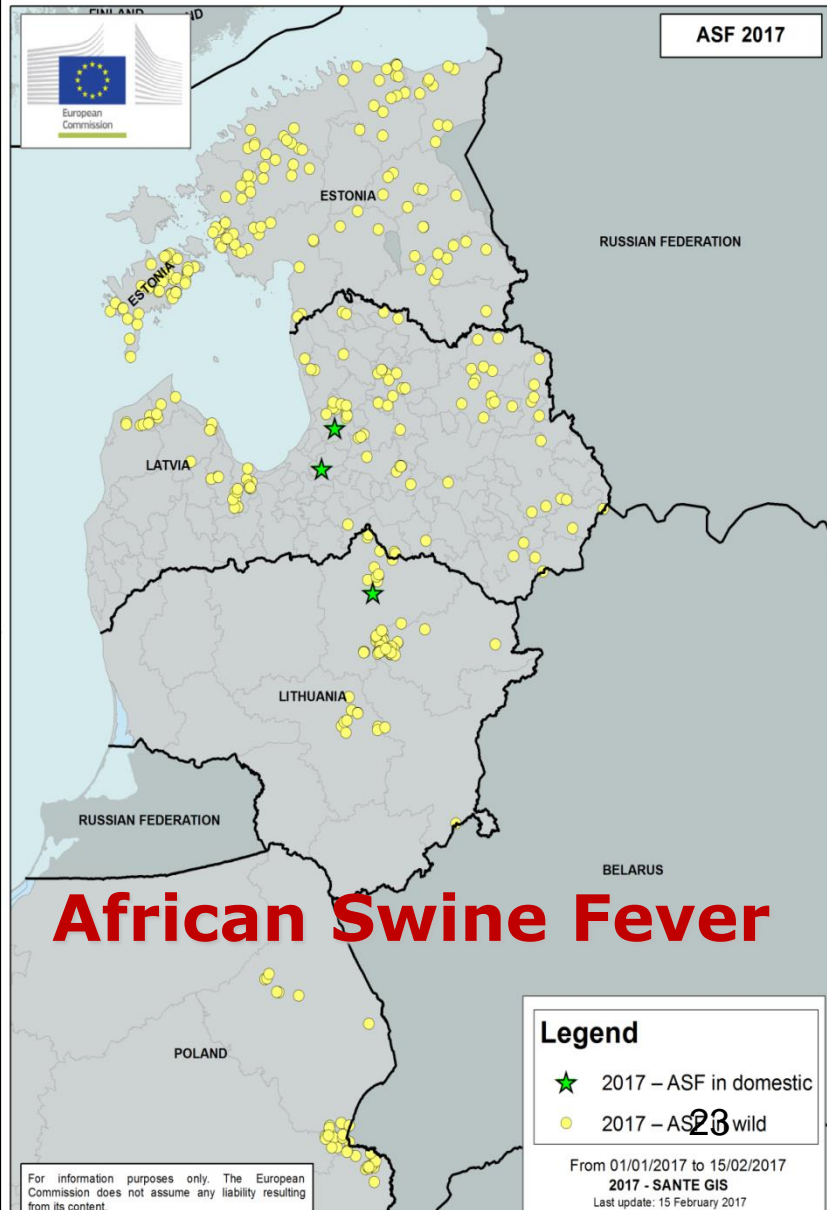 FINLAND
ASF 2017
European
Commission
ESTONIA
RUSSIAN FEDERATION
ESTONIA
LATVIA
LITHUANIA
RUSSIAN FEDERATION
BELARUS
African Swine Fever
POLAND
Legend
2017 – ASF in domestic
2017 – ASF in wild
23
From 01/01/2017 to 15/02/2017
2017 - SANTE GIS
Last update: 15 February 2017
For information purposes only. The European
Commission does not assume any liability resulting
from its content.